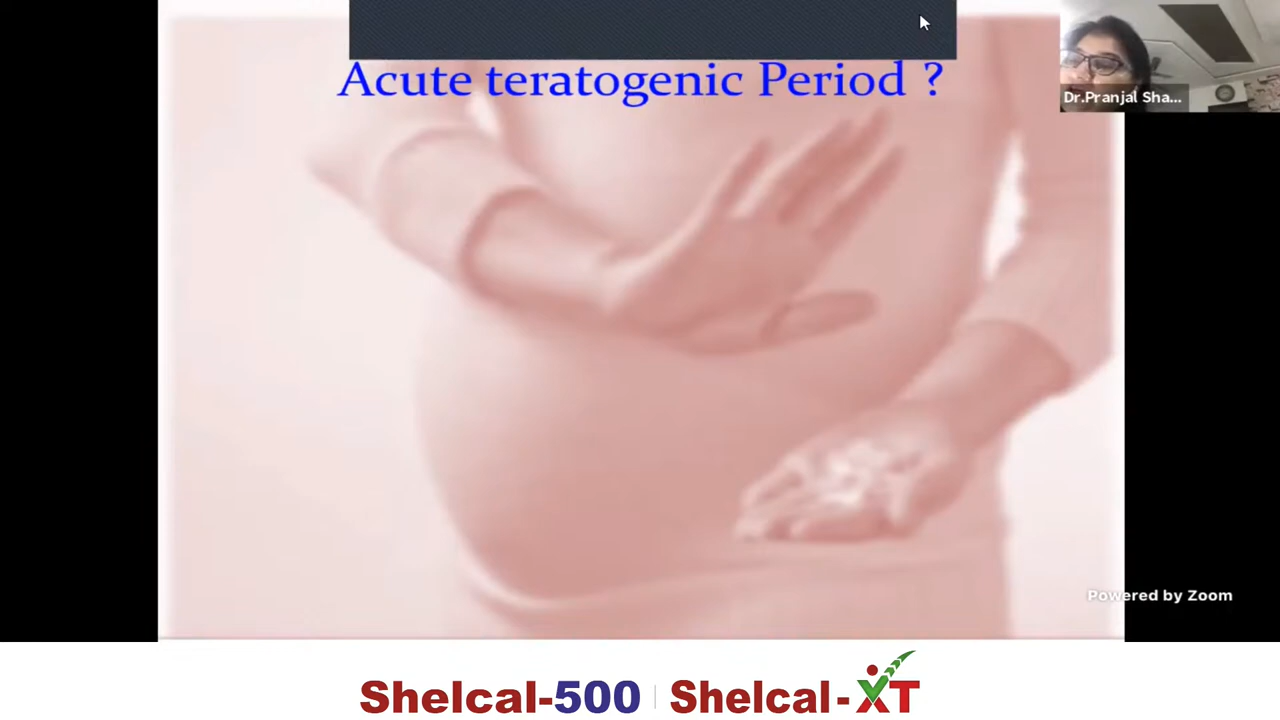 Acute teratogenic Period ?
Dr.Pranjal Sha...
Powered by Zoom
Shelcal-500 | Shelcal-XT